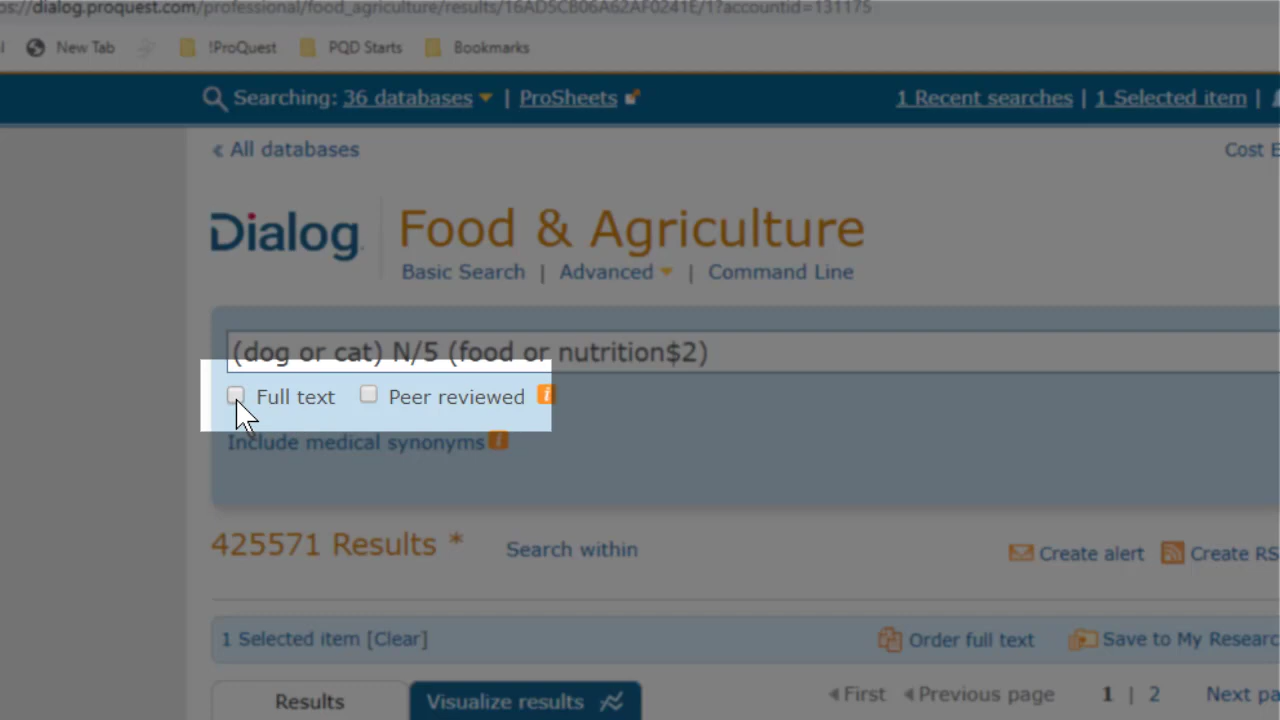 s://dialog.proquest.com/professional/food_agriculture/results/16AD5CB06A62AF0241E/1?accountid=131175
New Tab !ProQuest PQD Starts Bookmarks
Searching: 36 databases | ProSheets 1 Recent searches | 1 Selected item |
« All databases Cost E
Dialog Food & Agriculture
Basic Search | Advanced | Command Line
(dog or cat) N/5 (food or nutrition$2)
Full text Peer reviewed i
Include medical synonyms i
425571 Results * Search within Create alert Create RS
1 Selected item [Clear] Order full text Save to My Researc
Results Visualize results First Previous page 1 | 2 Next pa